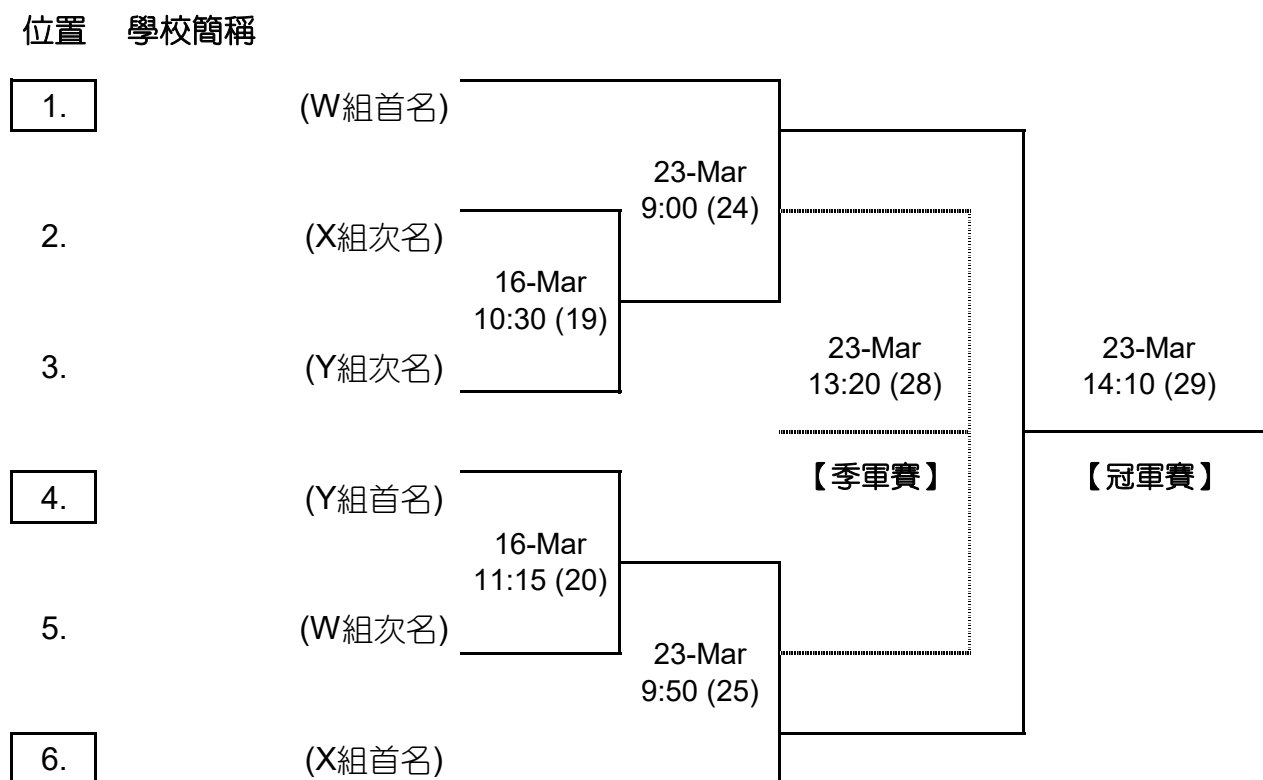 位置 學校簡稱
1. (W組首名)
23-Mar
9:00 (24)
2. (X組次名)
16-Mar
10:30 (19)
3. (Y組次名)
23-Mar
13:20 (28)
23-Mar
14:10 (29)
【季軍賽】
【冠軍賽】
4. (Y組首名)
16-Mar
11:15 (20)
5. (W組次名)
23-Mar
9:50 (25)
6. (X組首名)